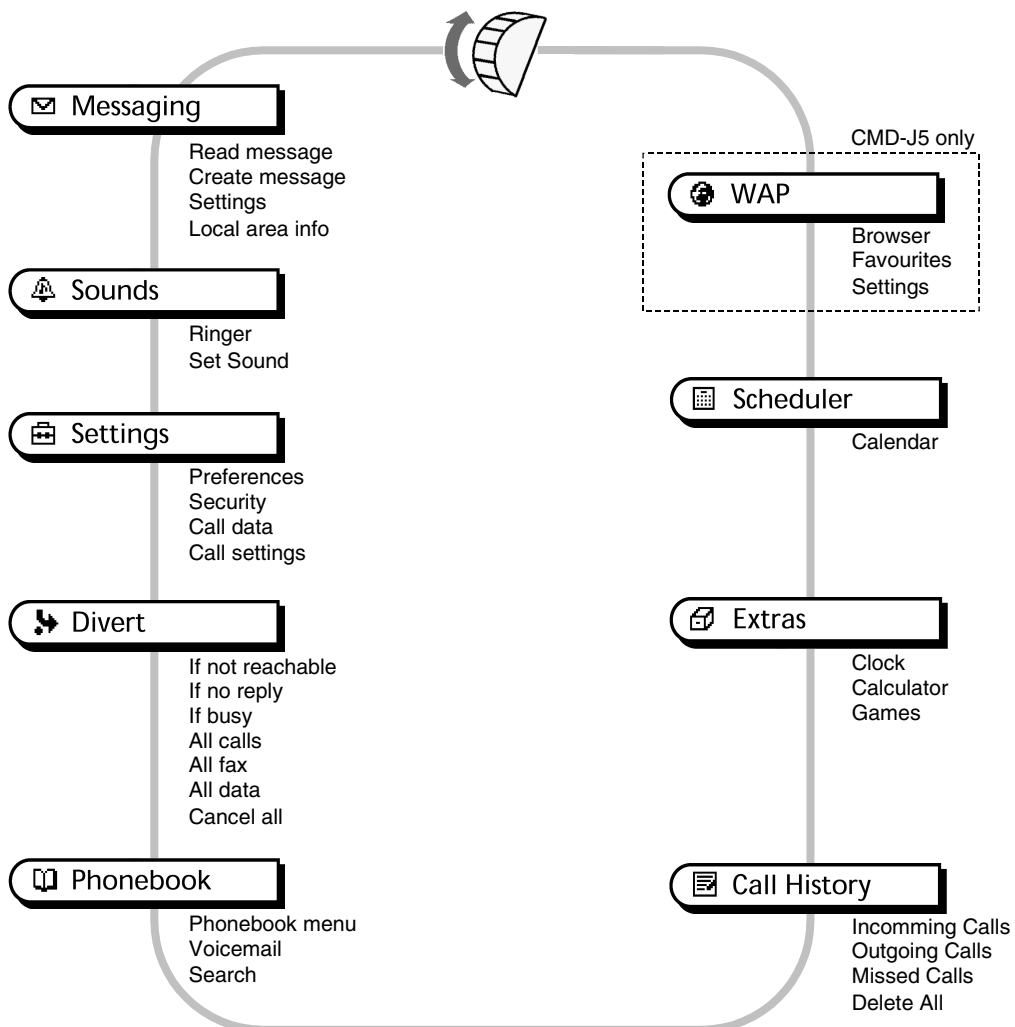 Messaging
Read message
Create message
Settings
Local area info
Sounds
Ringer
Set Sound
Settings
Preferences
Security
Call data
Call settings
Divert
If not reachable
If no reply
If busy
All calls
All fax
All data
Cancel all
Phonebook
Phonebook menu
Voicemail
Search
CMD-J5 only
WAP
Browser
Favourites
Settings
Scheduler
Calendar
Extras
Clock
Calculator
Games
Call History
Incomming Calls
Outgoing Calls
Missed Calls
Delete All